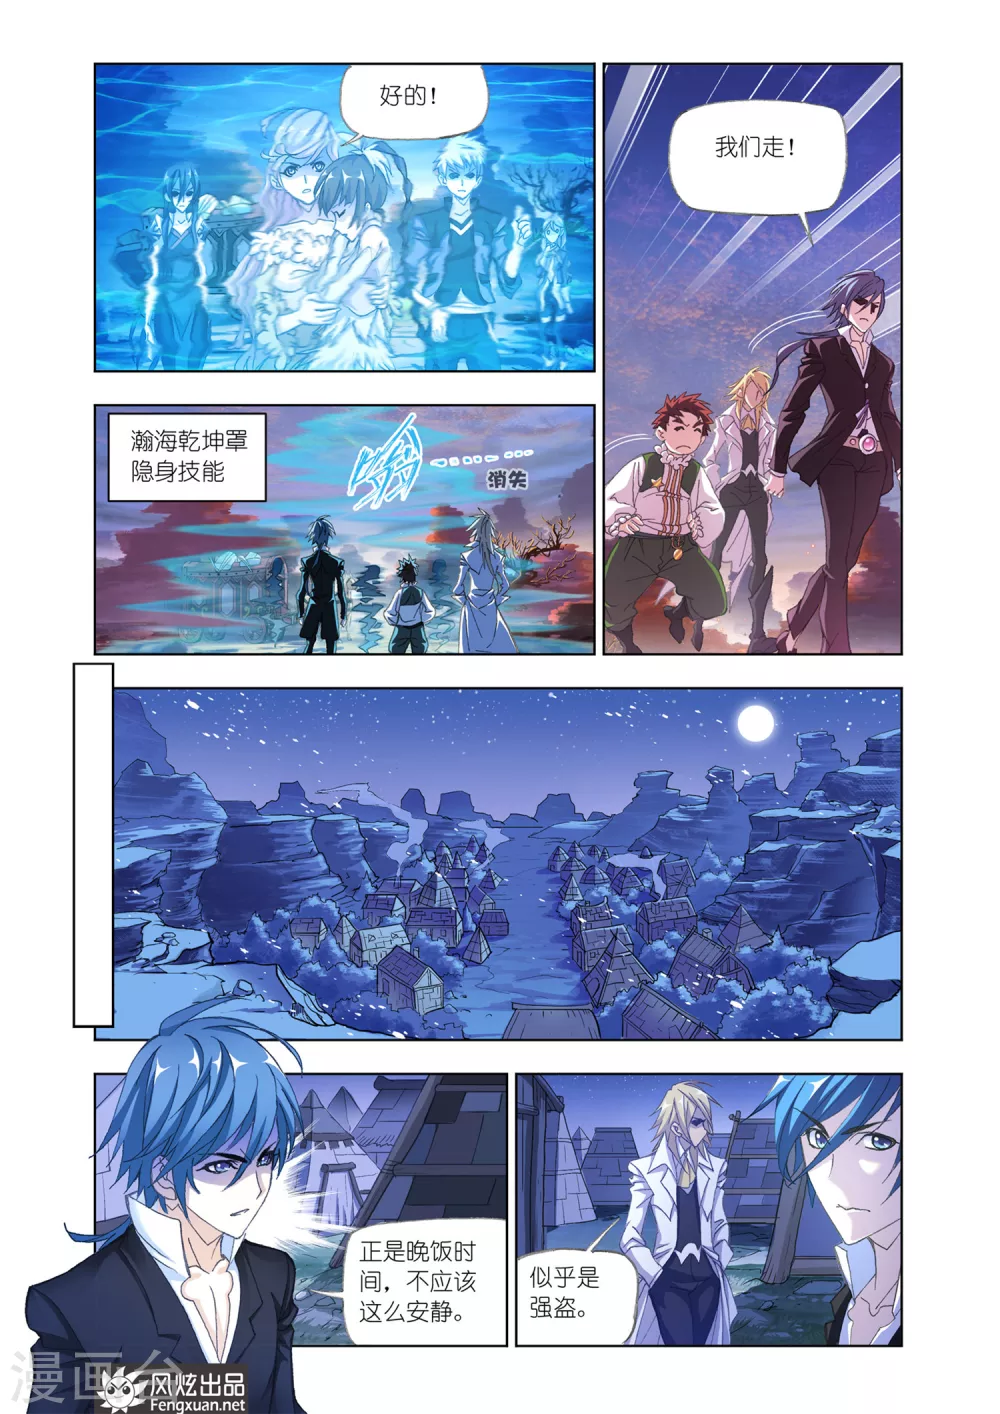 好的！
我们走！
瀚海乾坤罩
隐身技能
嗡
消失
正是晚饭时
间，不应该
这么安静。
似乎是
强盗。
漫画台
风炫出品
Fengxuan.net